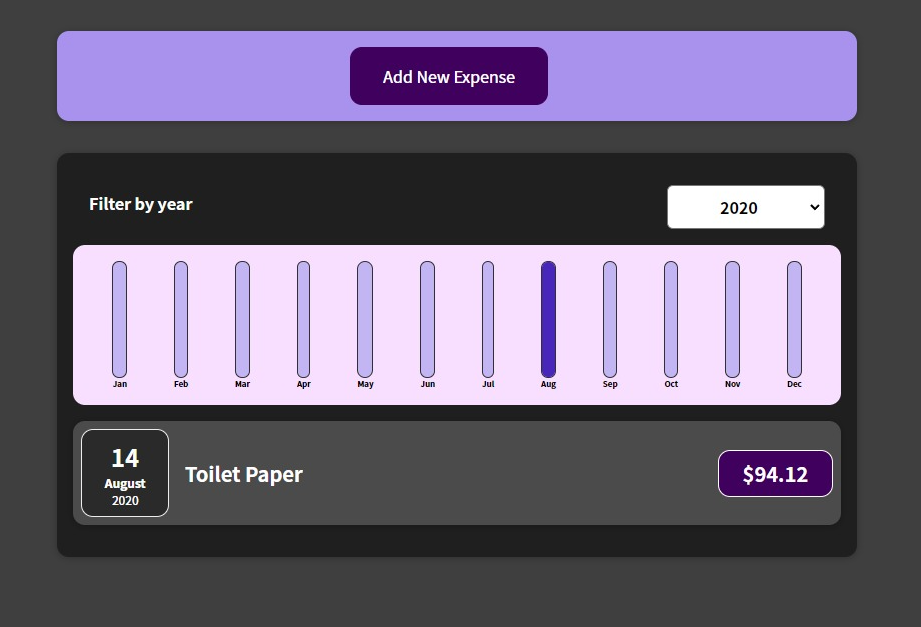 Add New Expense
Filter by year
2020
Jan Feb Mar Apr May Jun Jul Aug Sep Oct Nov Dec
14
August
2020
Toilet Paper
$94.12